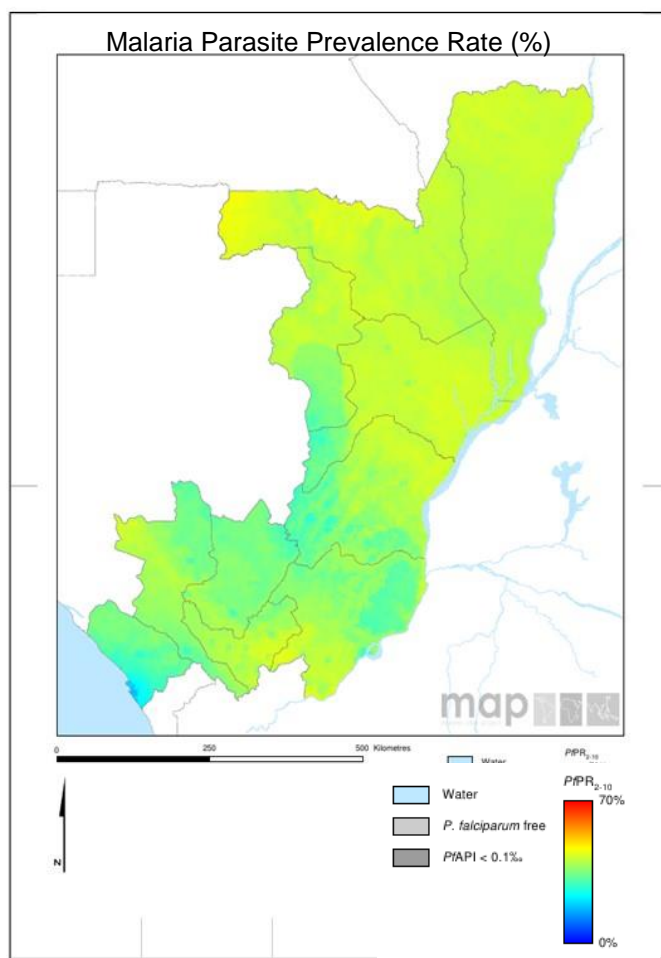 Malaria Parasite Prevalence Rate (%)
map
0 250 500 Kilometres
Water
PfPR2-10
N
Water
P. falciparum free
PfAPI < 0.1‰
PfPR2-10
70%
0%